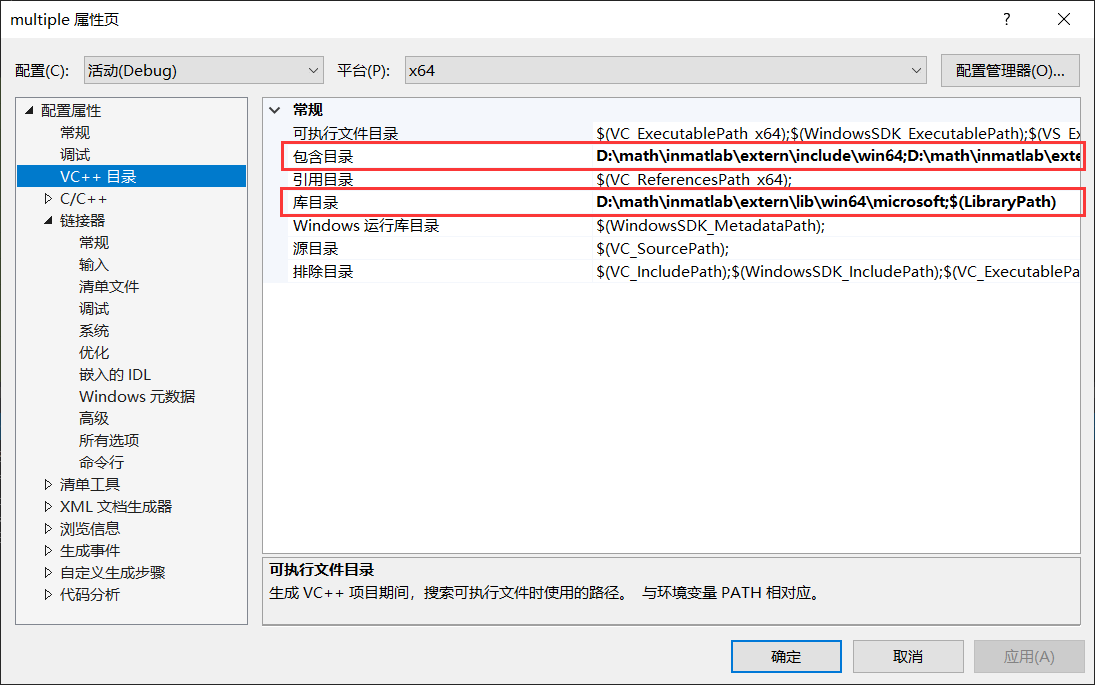 multiple 属性页
配置(C): 活动(Debug) 平台(P): x64 配置管理器(O)...
配置属性
常规
调试
VC++ 目录
C/C++
链接器
常规
输入
清单文件
调试
系统
优化
嵌入的 IDL
Windows 元数据
高级
所有选项
命令行
清单工具
XML 文档生成器
浏览信息
生成事件
自定义生成步骤
代码分析
常规
可执行文件目录 $(VC_ExecutablePath_x64);$(WindowsSDK_ExecutablePath);$(VS_Ex
包含目录 D:\math\inmatlab\extern\include\win64;D:\math\inmatlab\exte
引用目录 $(VC_ReferencesPath_x64);
库目录 D:\math\inmatlab\extern\lib\win64\microsoft;$(LibraryPath)
Windows 运行库目录 $(WindowsSDK_MetadataPath);
源目录 $(VC_SourcePath);
排除目录 $(VC_IncludePath);$(WindowsSDK_IncludePath);$(VC_ExecutablePa
可执行文件目录
生成 VC++ 项目期间，搜索可执行文件时使用的路径。 与环境变量 PATH 相对应。
确定 取消 应用(A)